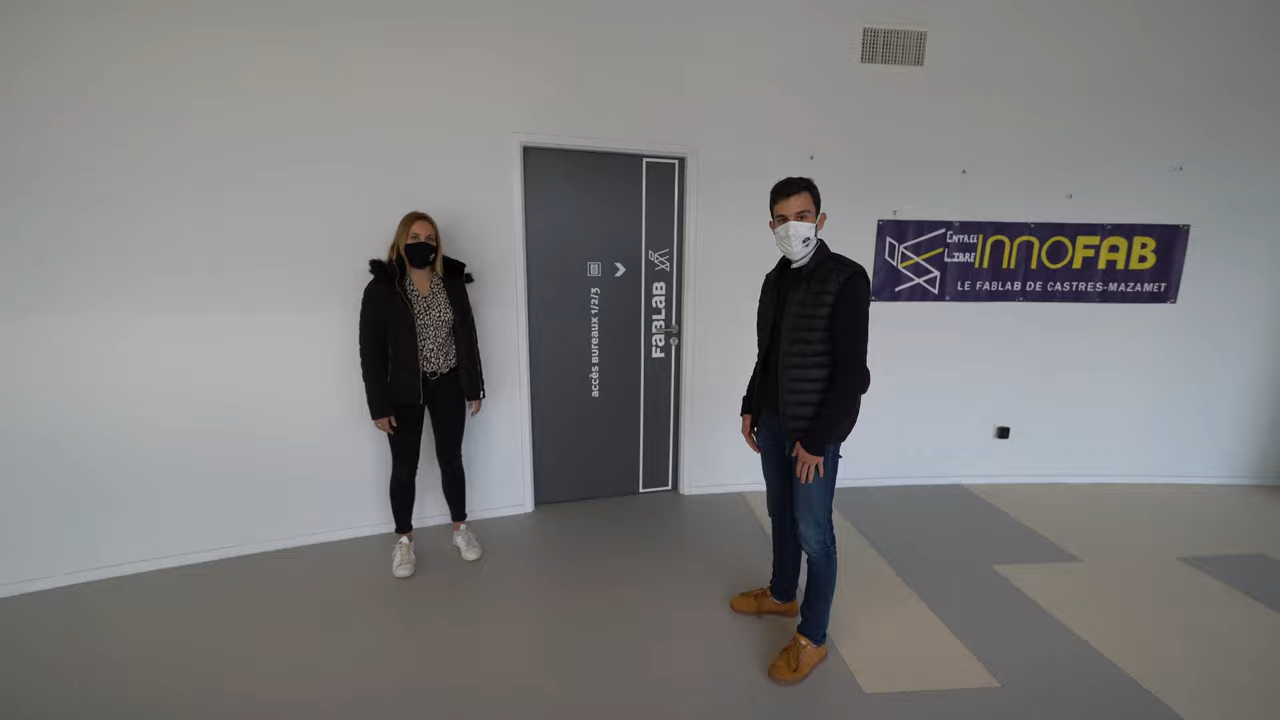 accès Bureaux 1/2/3
FABLAB
ENTREE
LIBRE
INNOFAB
LE FABLAB DE CASTRES-MAZAMET